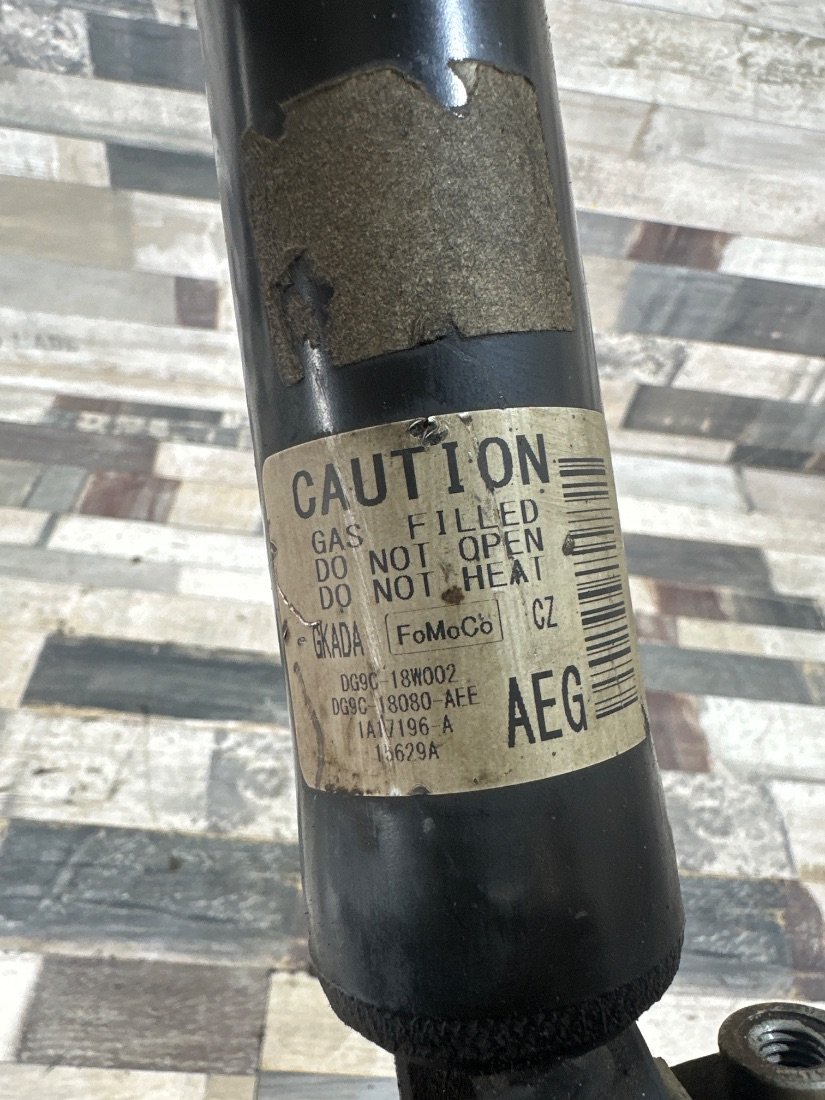 CAUTION
GAS FILLED
DO NOT OPEN
DO NOT HEAT
GKADA FoMoCo CZ
DG9C-18W002
DG9C-18080-AEE
1A17196-A
15629A
AEG